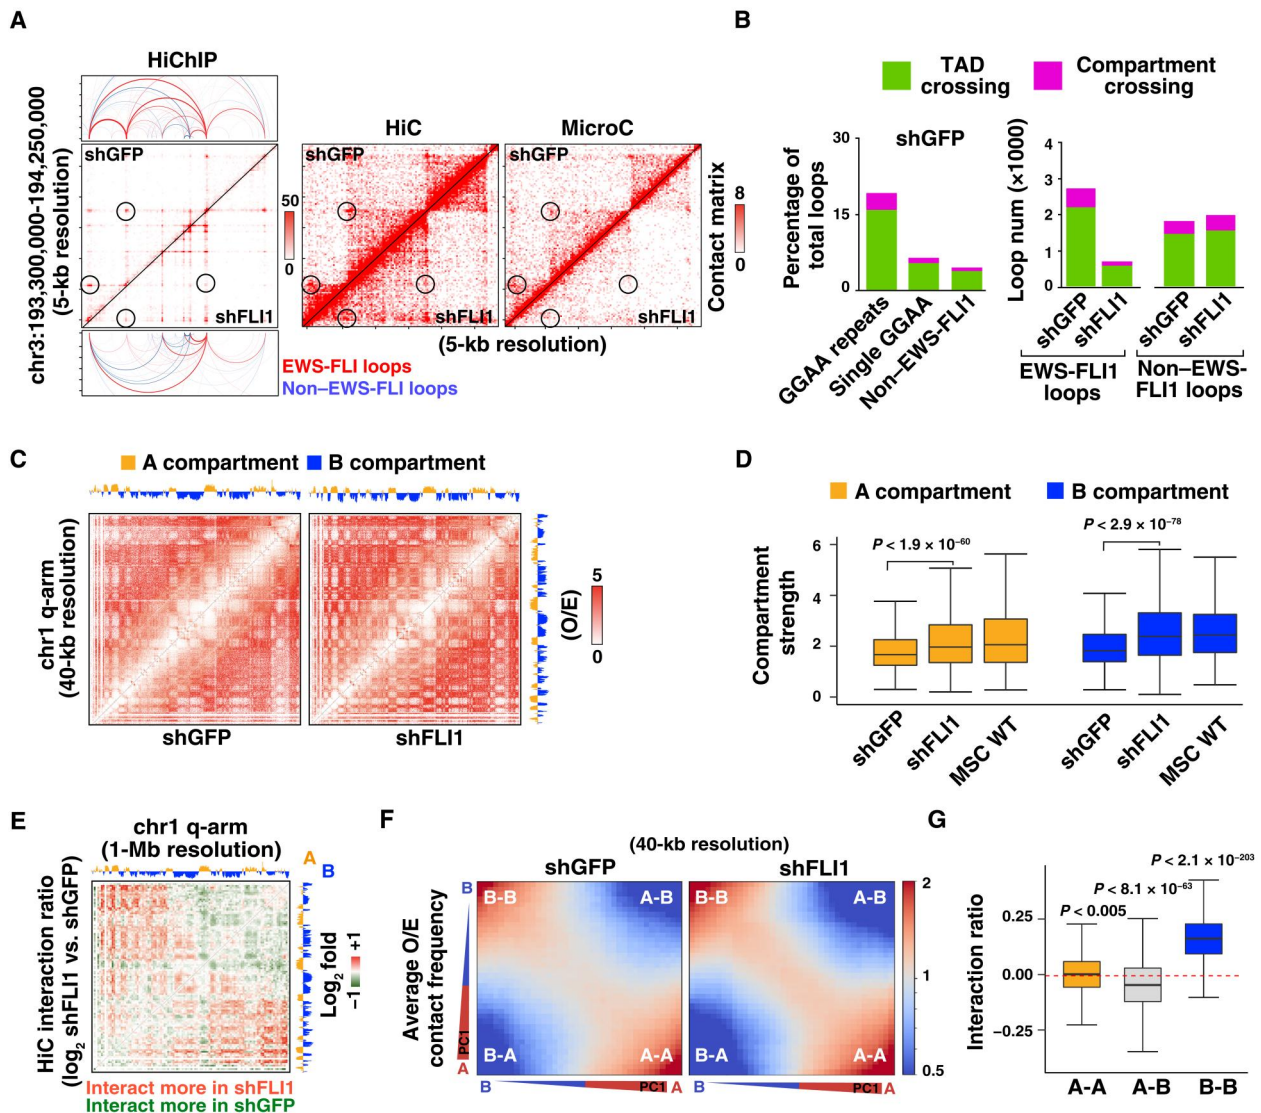 A
HiChIP
chr3:193,300,000-194,250,000
(5-kb resolution)
shGFP
shFLI1
50
0
HiC
MicroC
shGFP
shFLI1
shGFP
shFLI1
8
0
Contact matrix
(5-kb resolution)
EWS-FLI loops
Non–EWS-FLI loops
B
TAD
crossing
Compartment
crossing
Percentage of
total loops
shGFP
30
15
0
GGAA repeats
Single GGAA
Non–EWS-FLI1
Loop num (×1000)
4
3
2
1
0
shGFP
shFLI1
shGFP
shFLI1
EWS-FLI1
loops
Non–EWS-
FLI1 loops
C
A compartment
B compartment
chr1 q-arm
(40-kb resolution)
shGFP
shFLI1
(O/E)
5
0
D
A compartment
B compartment
Compartment
strength
6
4
2
0
P < 1.9 × 10⁻⁶⁰
P < 2.9 × 10⁻⁷⁸
shGFP
shFLI1
MSC WT
shGFP
shFLI1
MSC WT
E
chr1 q-arm
(1-Mb resolution)
A
B
HiC interaction ratio
(log₂ shFLI1 vs. shGFP)
Log₂ fold
−1
+1
Interact more in shFLI1
Interact more in shGFP
F
(40-kb resolution)
shGFP
shFLI1
Average O/E
contact frequency
B
PC1
A
B-B
A-B
B-A
A-A
B-B
A-B
B-A
A-A
B
PC1
A
B
PC1
A
2
1
0.5
G
Interaction ratio
0.25
0.00
−0.25
P < 0.005
P < 8.1 × 10⁻⁶³
P < 2.1 × 10⁻²⁰³
A-A
A-B
B-B